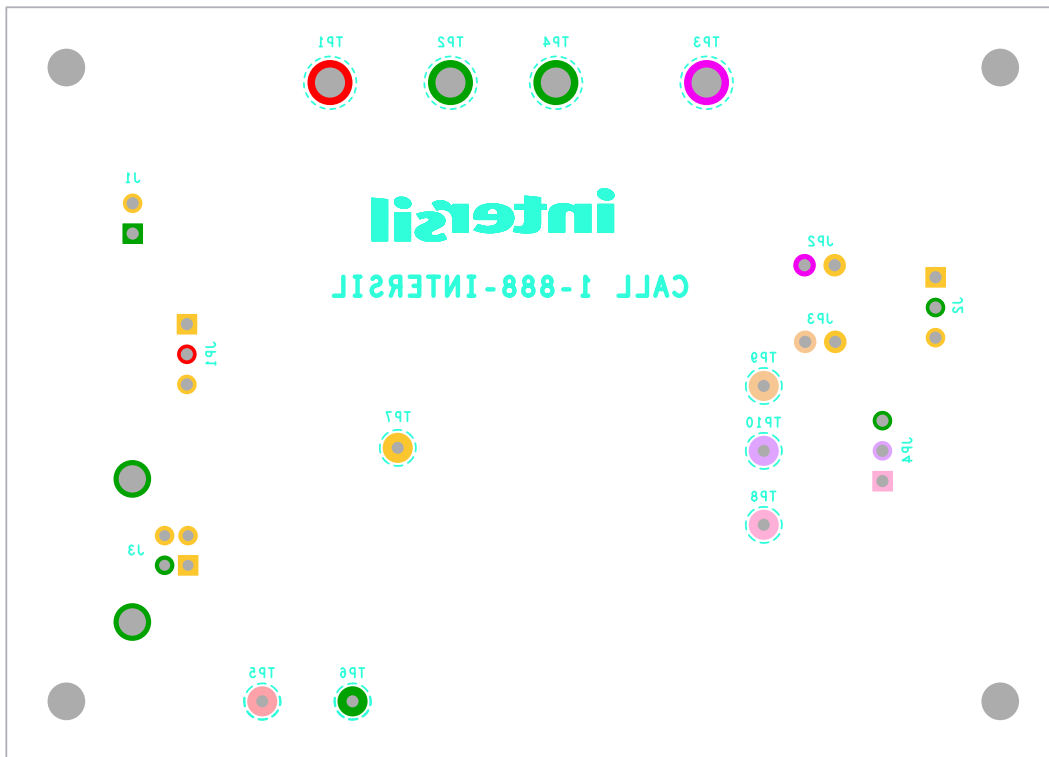 TP1
TP2
TP4
TP3
J1
intersil
JP2
CALL 1-888-INTERSIL
J2
JP3
JP1
TP9
TP7
TP10
JP4
TP8
J3
TP5
TP6